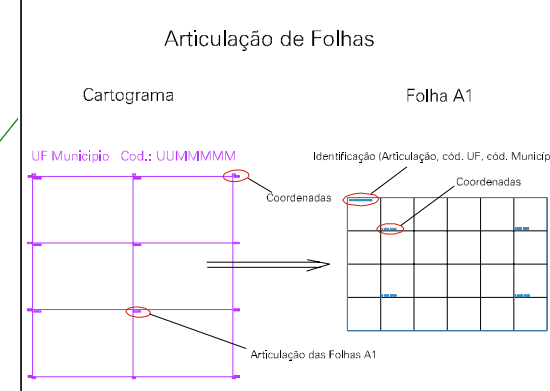 Articulação de Folhas
Cartograma
Folha A1
UF Municipio Cod.: UUMMMMM
Identificação (Articulação, cód. UF, cód. Municíp
Coordenadas
Coordenadas
Articulação das Folhas A1